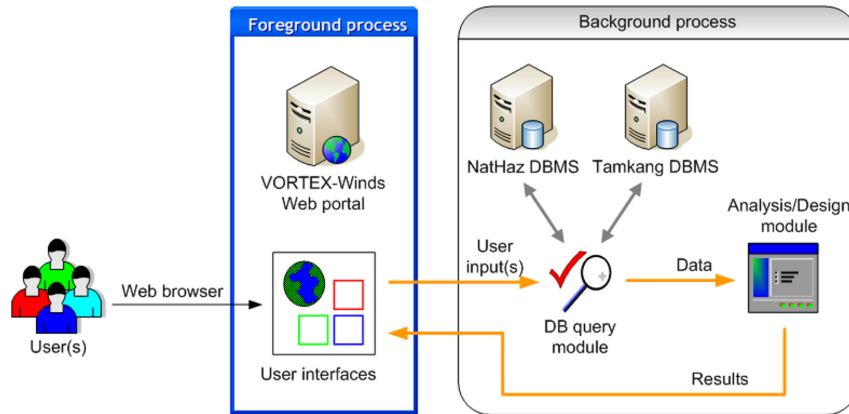 Foreground process
Background process
VORTEX-Winds
Web portal
NatHaz DBMS
Tamkang DBMS
Analysis/Design
module
User
input(s)
Data
Web browser
DB query
module
User(s)
User interfaces
Results